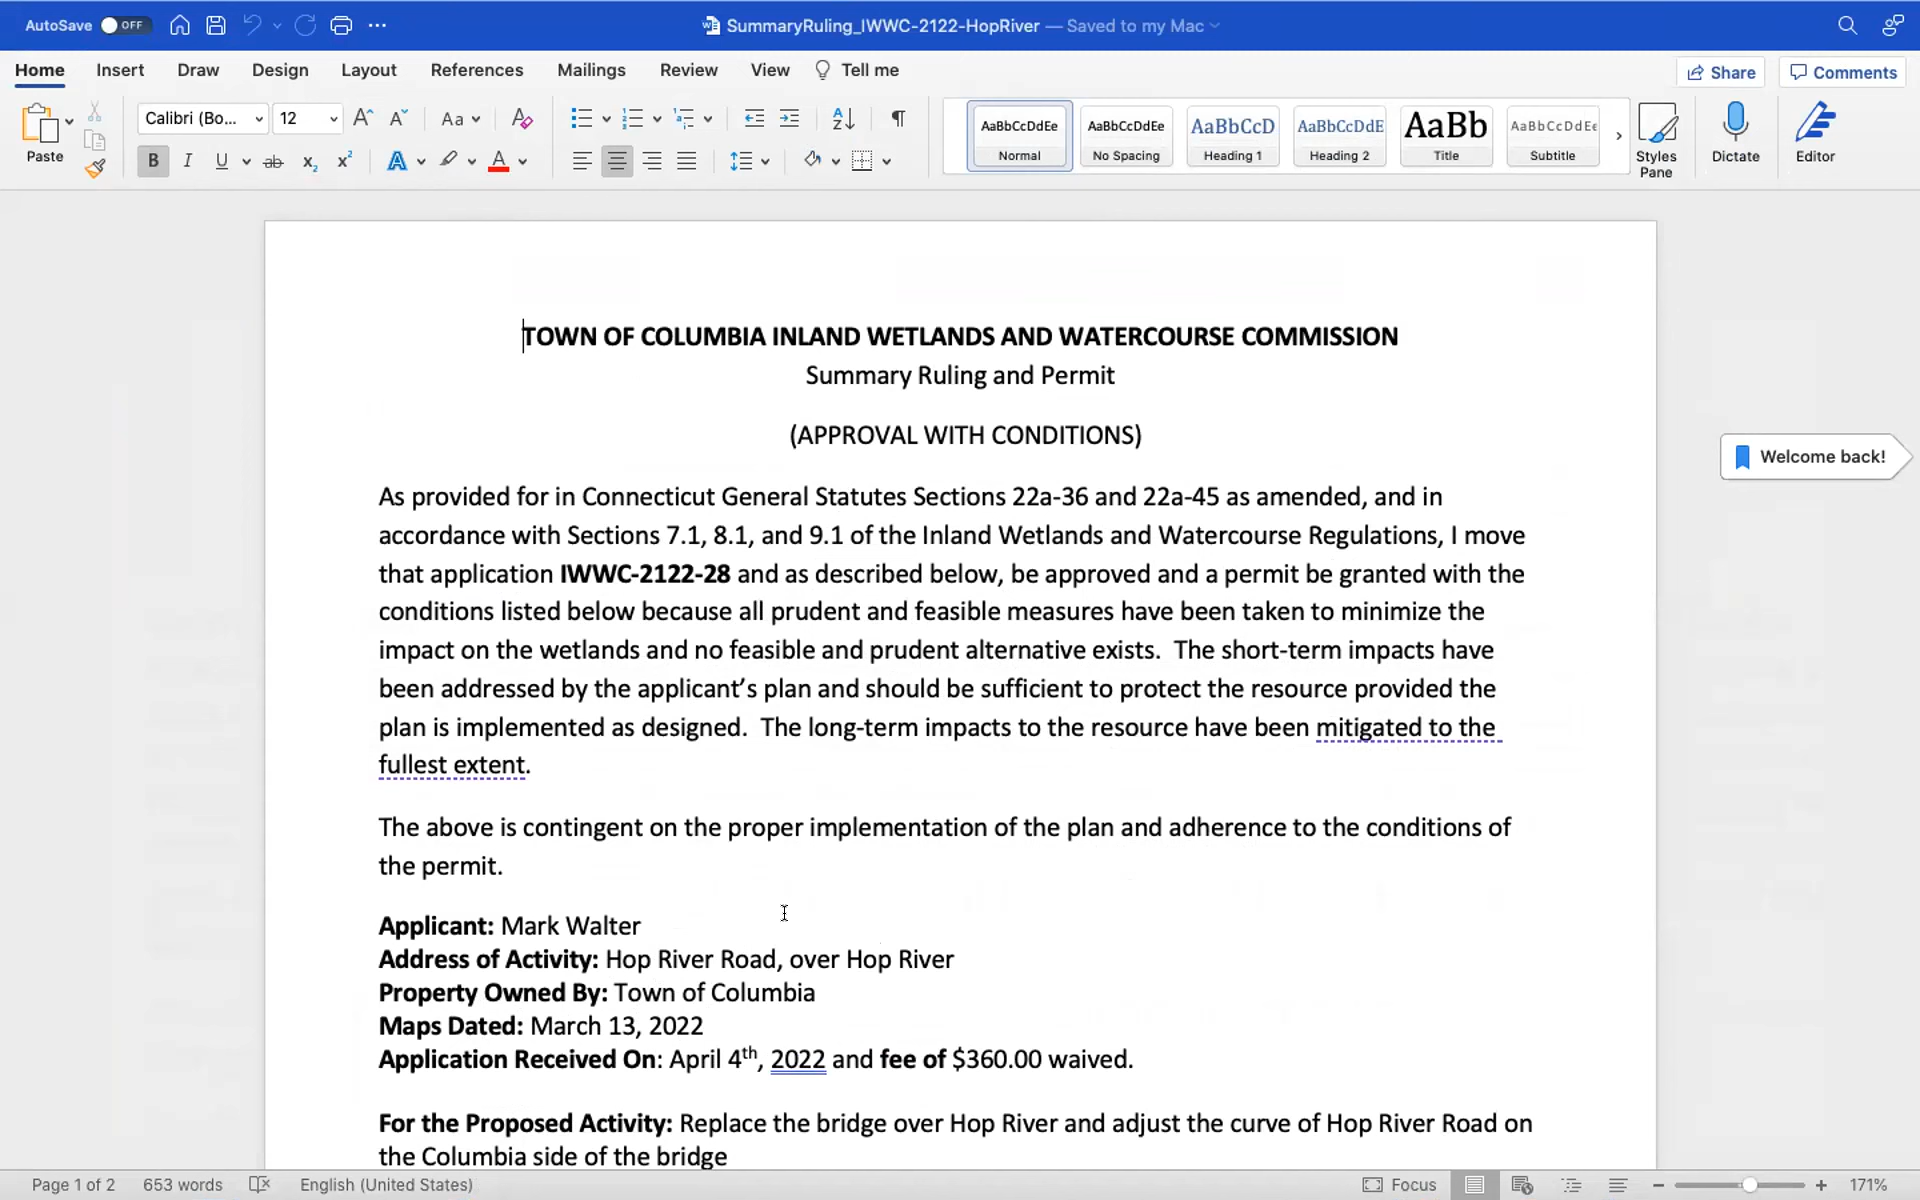 AutoSave OFF SummaryRuling_IWWC-2122-HopRiver — Saved to my Mac
Home Insert Draw Design Layout References Mailings Review View Tell me Share Comments
Paste Calibri (Bo... 12 Aa AaBbCcDdEe AaBbCcDdEe AaBbCcD AaBbCcDdE AaBb AaBbCcDdEe
Normal No Spacing Heading 1 Heading 2 Title Subtitle Styles Pane Dictate Editor
TOWN OF COLUMBIA INLAND WETLANDS AND WATERCOURSE COMMISSION
Summary Ruling and Permit
(APPROVAL WITH CONDITIONS)
Welcome back!
As provided for in Connecticut General Statutes Sections 22a-36 and 22a-45 as amended, and in
accordance with Sections 7.1, 8.1, and 9.1 of the Inland Wetlands and Watercourse Regulations, I move
that application IWWC-2122-28 and as described below, be approved and a permit be granted with the
conditions listed below because all prudent and feasible measures have been taken to minimize the
impact on the wetlands and no feasible and prudent alternative exists. The short-term impacts have
been addressed by the applicant’s plan and should be sufficient to protect the resource provided the
plan is implemented as designed. The long-term impacts to the resource have been mitigated to the
fullest extent.
The above is contingent on the proper implementation of the plan and adherence to the conditions of
the permit.
Applicant: Mark Walter
Address of Activity: Hop River Road, over Hop River
Property Owned By: Town of Columbia
Maps Dated: March 13, 2022
Application Received On: April 4th, 2022 and fee of $360.00 waived.
For the Proposed Activity: Replace the bridge over Hop River and adjust the curve of Hop River Road on
the Columbia side of the bridge
Page 1 of 2 653 words English (United States) Focus 171%